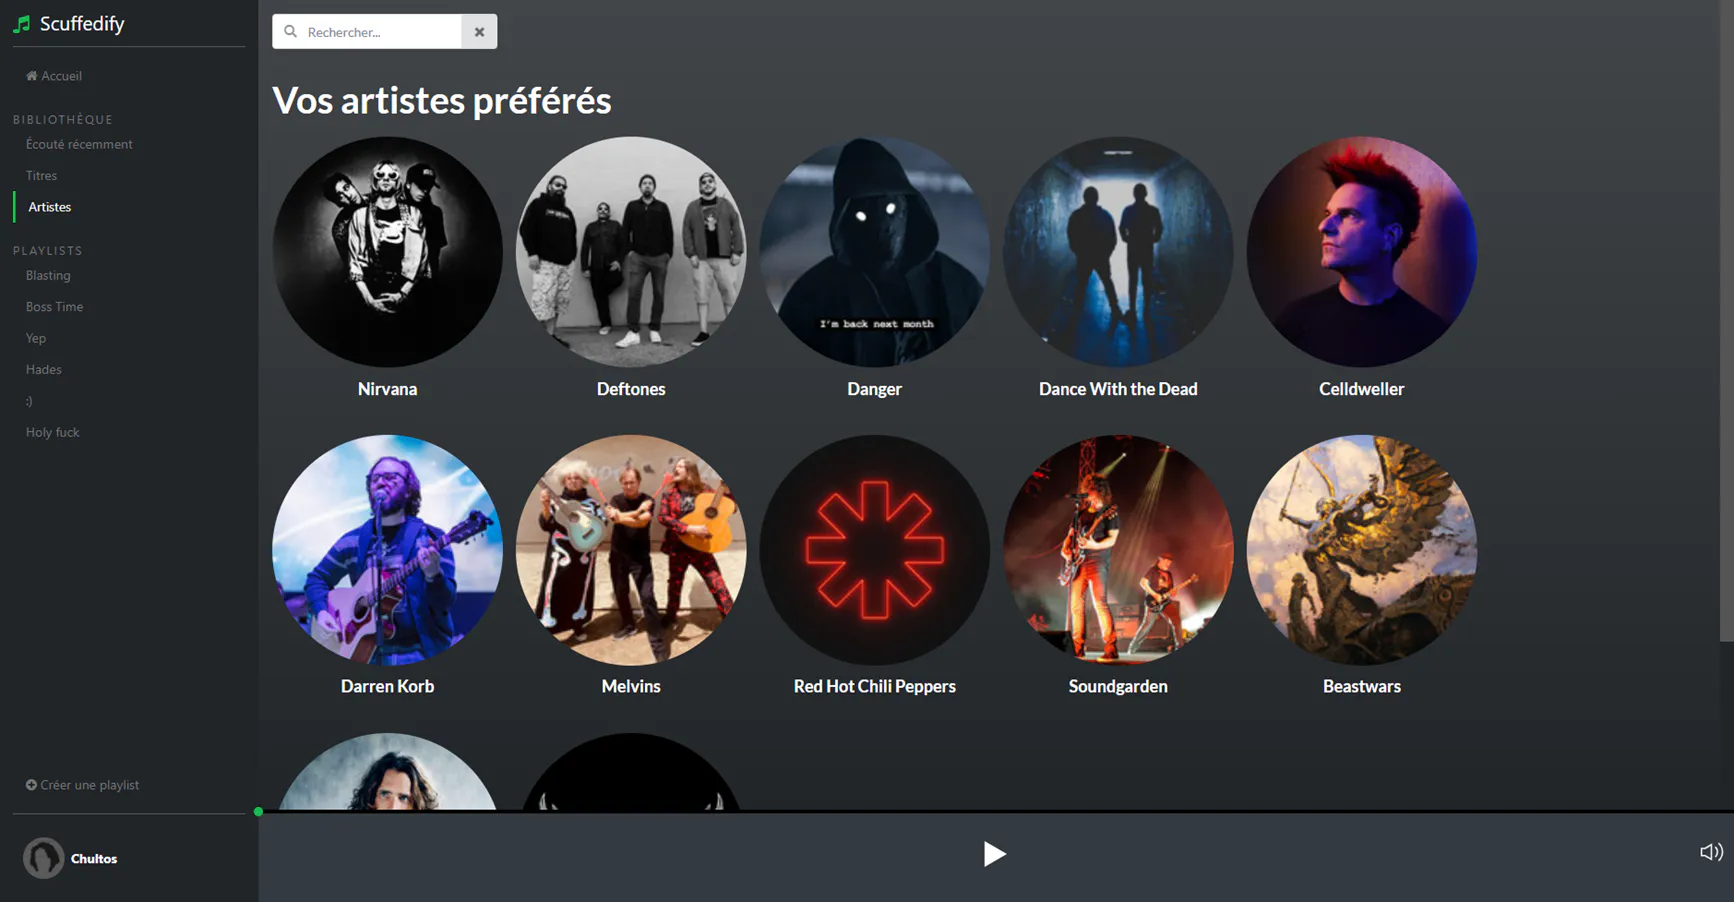 Scuffedify
Accueil
BIBLIOTHÈQUE
Écouté récemment
Titres
Artistes
PLAYLISTS
Blasting
Boss Time
Yep
Hades
:)
Holy fuck
Créer une playlist
Chultos
Rechercher...
Vos artistes préférés
I'm back next month
Nirvana
Deftones
Danger
Dance With the Dead
Celldweller
Darren Korb
Melvins
Red Hot Chili Peppers
Soundgarden
Beastwars